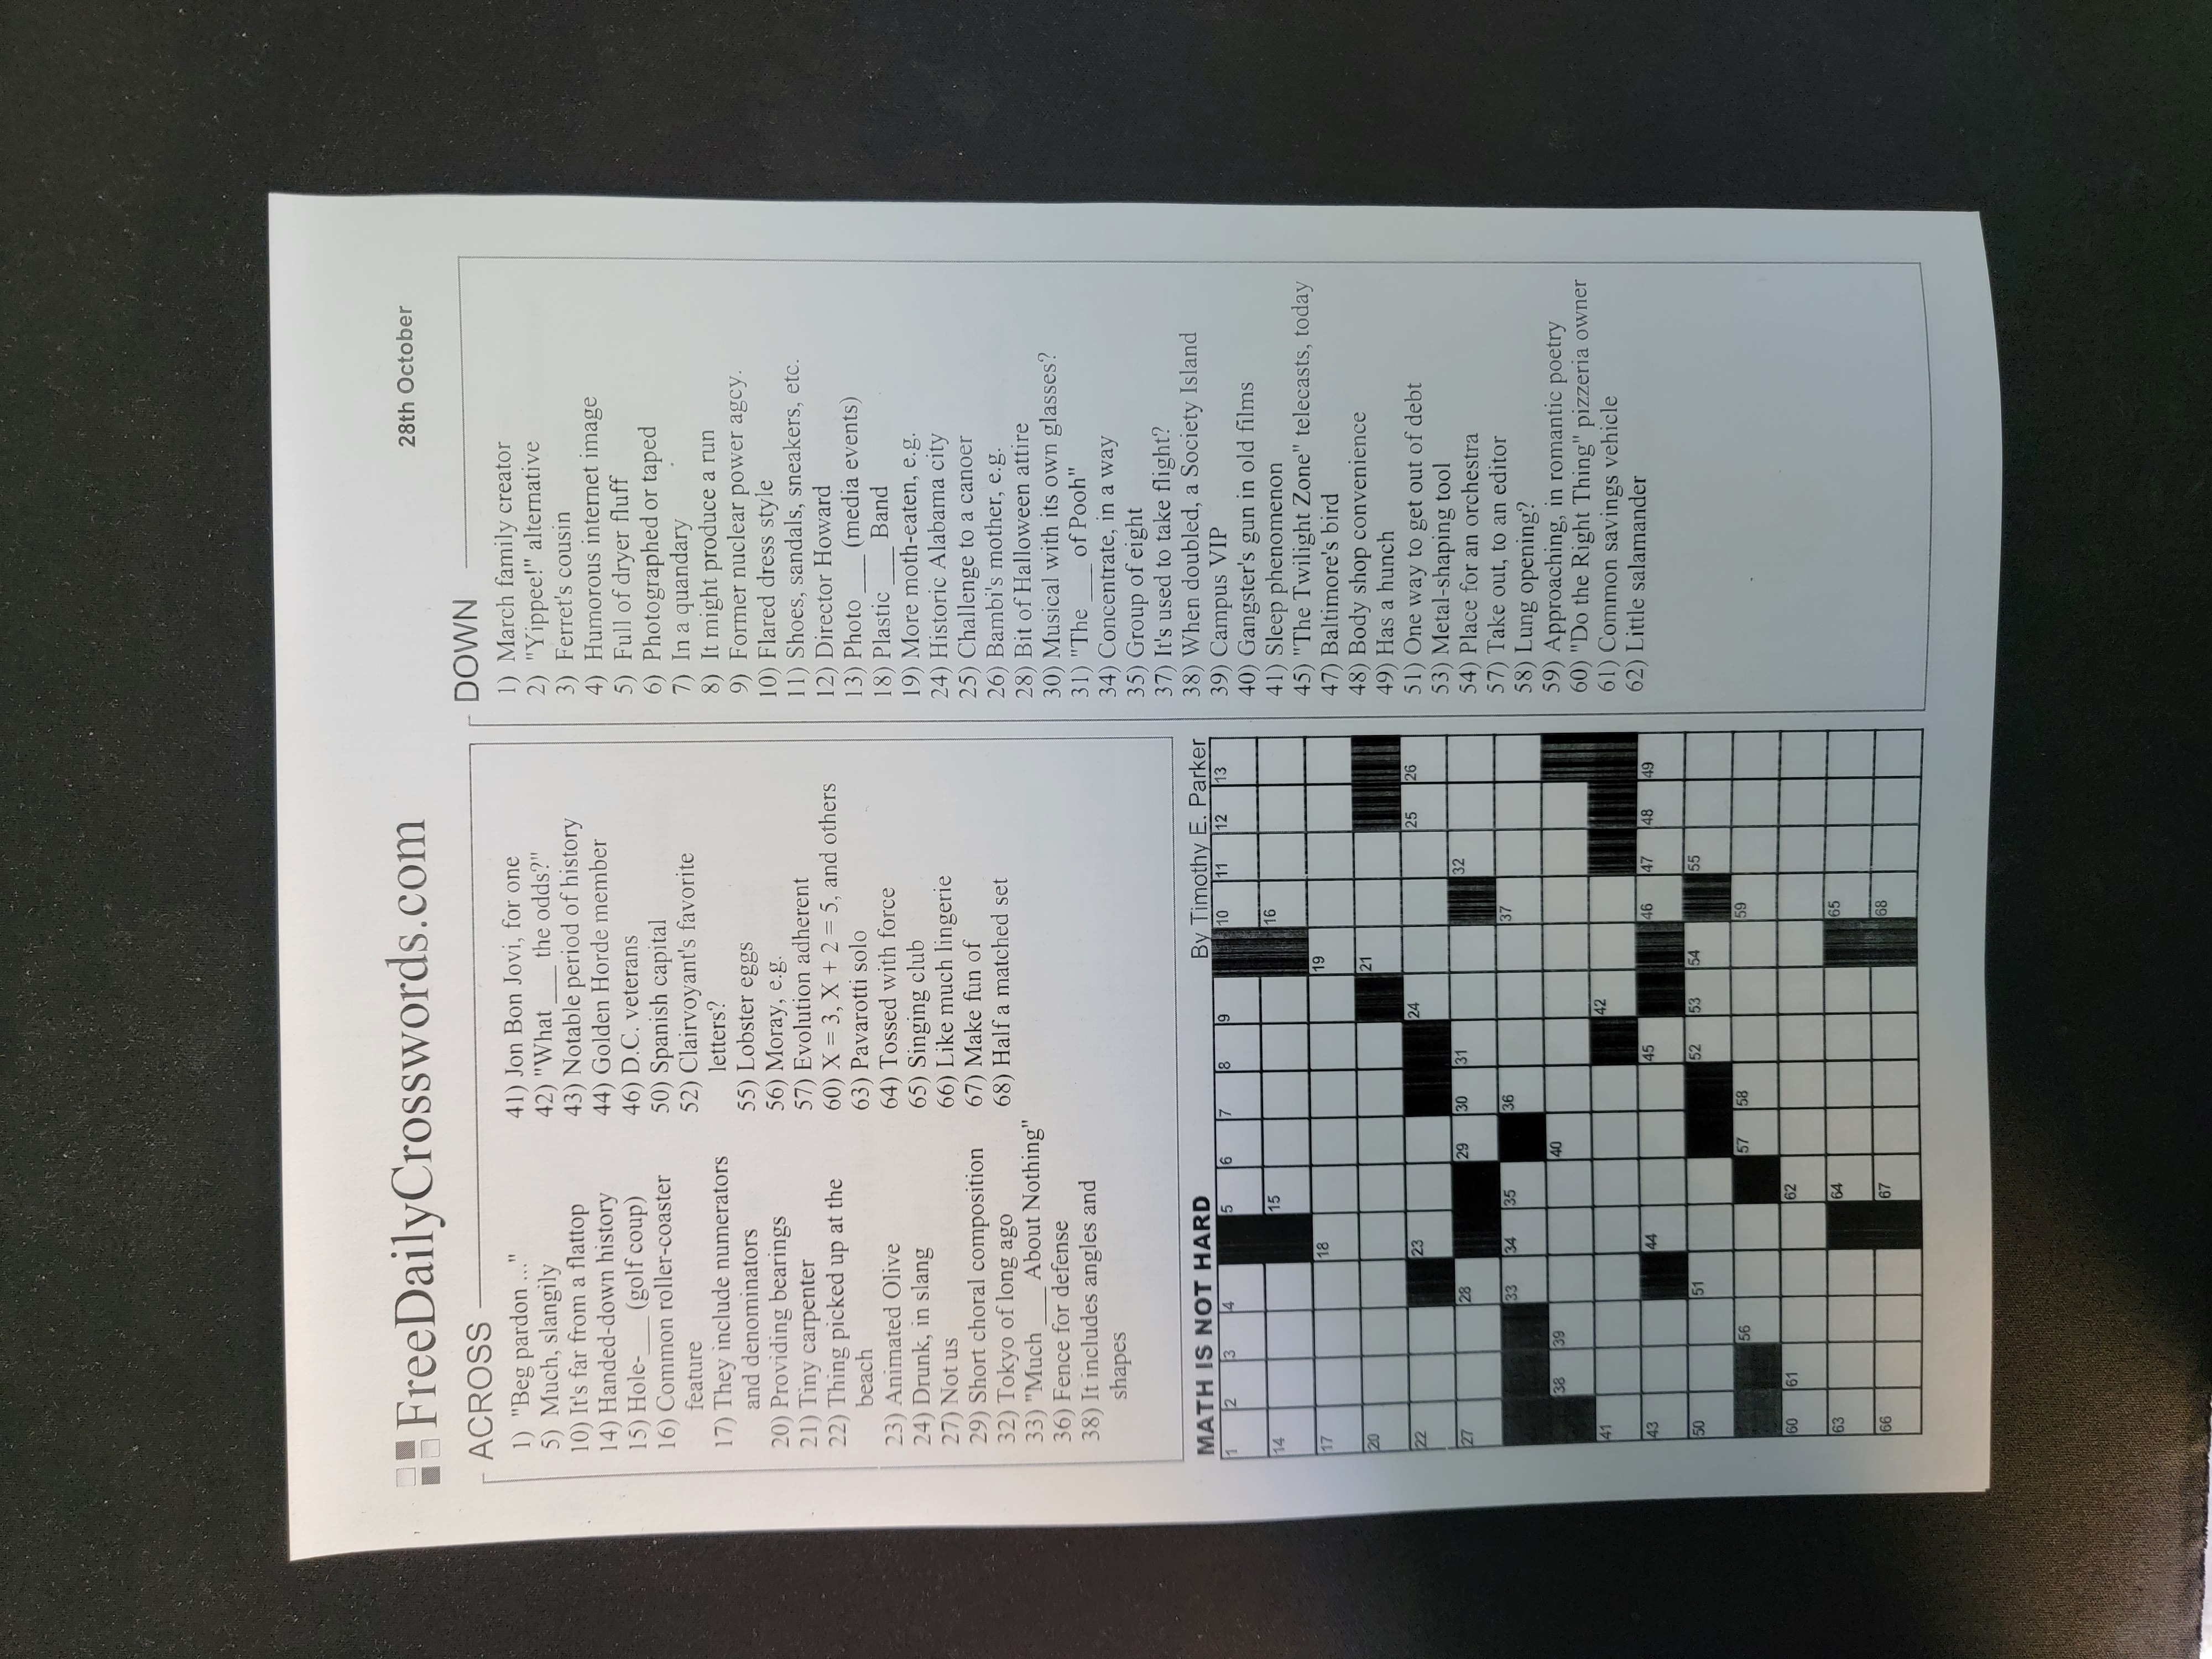 FreeDailyCrosswords.com
28th October
ACROSS
1) "Beg pardon ..."
5) Much, slangily
10) It's far from a flattop
14) Handed-down history
15) Hole-___ (golf coup)
16) Common roller-coaster
feature
17) They include numerators
and denominators
20) Providing bearings
21) Tiny carpenter
22) Thing picked up at the
beach
23) Animated Olive
24) Drunk, in slang
27) Not us
29) Short choral composition
32) Tokyo of long ago
33) "Much ___ About Nothing"
36) Fence for defense
38) It includes angles and
shapes
41) Jon Bon Jovi, for one
42) "What ___ the odds?"
43) Notable period of history
44) Golden Horde member
46) D.C. veterans
50) Spanish capital
52) Clairvoyant's favorite
letters?
55) Lobster eggs
56) Moray, e.g.
57) Evolution adherent
60) X = 3, X + 2 = 5, and others
63) Pavarotti solo
64) Tossed with force
65) Singing club
66) Like much lingerie
67) Make fun of
68) Half a matched set
DOWN
1) March family creator
2) "Yippee!" alternative
3) Ferret's cousin
4) Humorous internet image
5) Full of dryer fluff
6) Photographed or taped
7) In a quandary
8) It might produce a run
9) Former nuclear power agcy.
10) Flared dress style
11) Shoes, sandals, sneakers, etc.
12) Director Howard
13) Photo ___ (media events)
18) Plastic ___ Band
19) More moth-eaten, e.g.
24) Historic Alabama city
25) Challenge to a canoer
26) Bambi's mother, e.g.
28) Bit of Halloween attire
30) Musical with its own glasses?
31) "The ___ of Pooh"
34) Concentrate, in a way
35) Group of eight
37) It's used to take flight?
38) When doubled, a Society Island
39) Campus VIP
40) Gangster's gun in old films
41) Sleep phenomenon
45) "The Twilight Zone" telecasts, today
47) Baltimore's bird
48) Body shop convenience
49) Has a hunch
51) One way to get out of debt
53) Metal-shaping tool
54) Place for an orchestra
57) Take out, to an editor
58) Lung opening?
59) Approaching, in romantic poetry
60) "Do the Right Thing" pizzeria owner
61) Common savings vehicle
62) Little salamander
MATH IS NOT HARD
By Timothy E. Parker
1 2 3 4 5 6 7 8 9 10 11 12 13
14 15 16
17 18 19
20 21
22 23 24 25 26
27 28 29 30 31 32
33 34 35 36 37
38 39 40
41 42
43 44 45 46 47 48 49
50 51 52 53 54 55
56 57 58 59
60 61 62
63 64 65
66 67 68